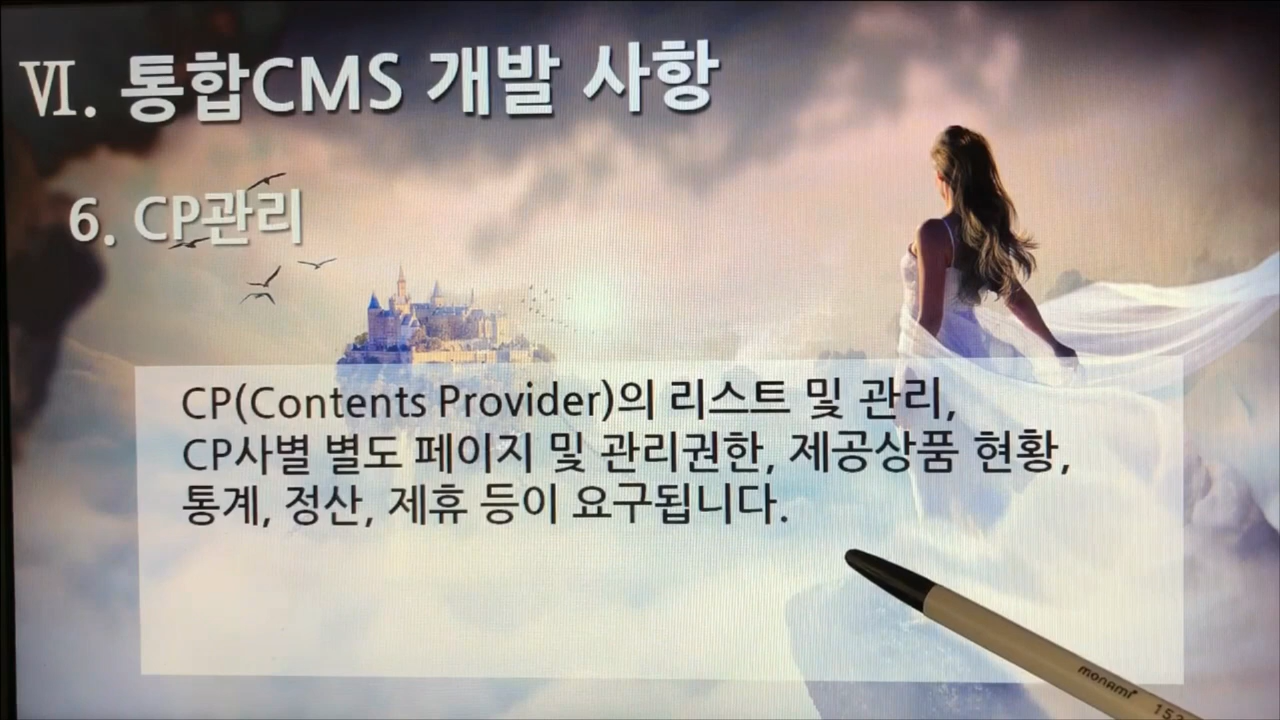 Ⅵ. 통합CMS 개발 사항
6. CP관리
CP(Contents Provider)의 리스트 및 관리,
CP사별 별도 페이지 및 관리권한, 제공상품 현황,
통계, 정산, 제휴 등이 요구됩니다.
monami